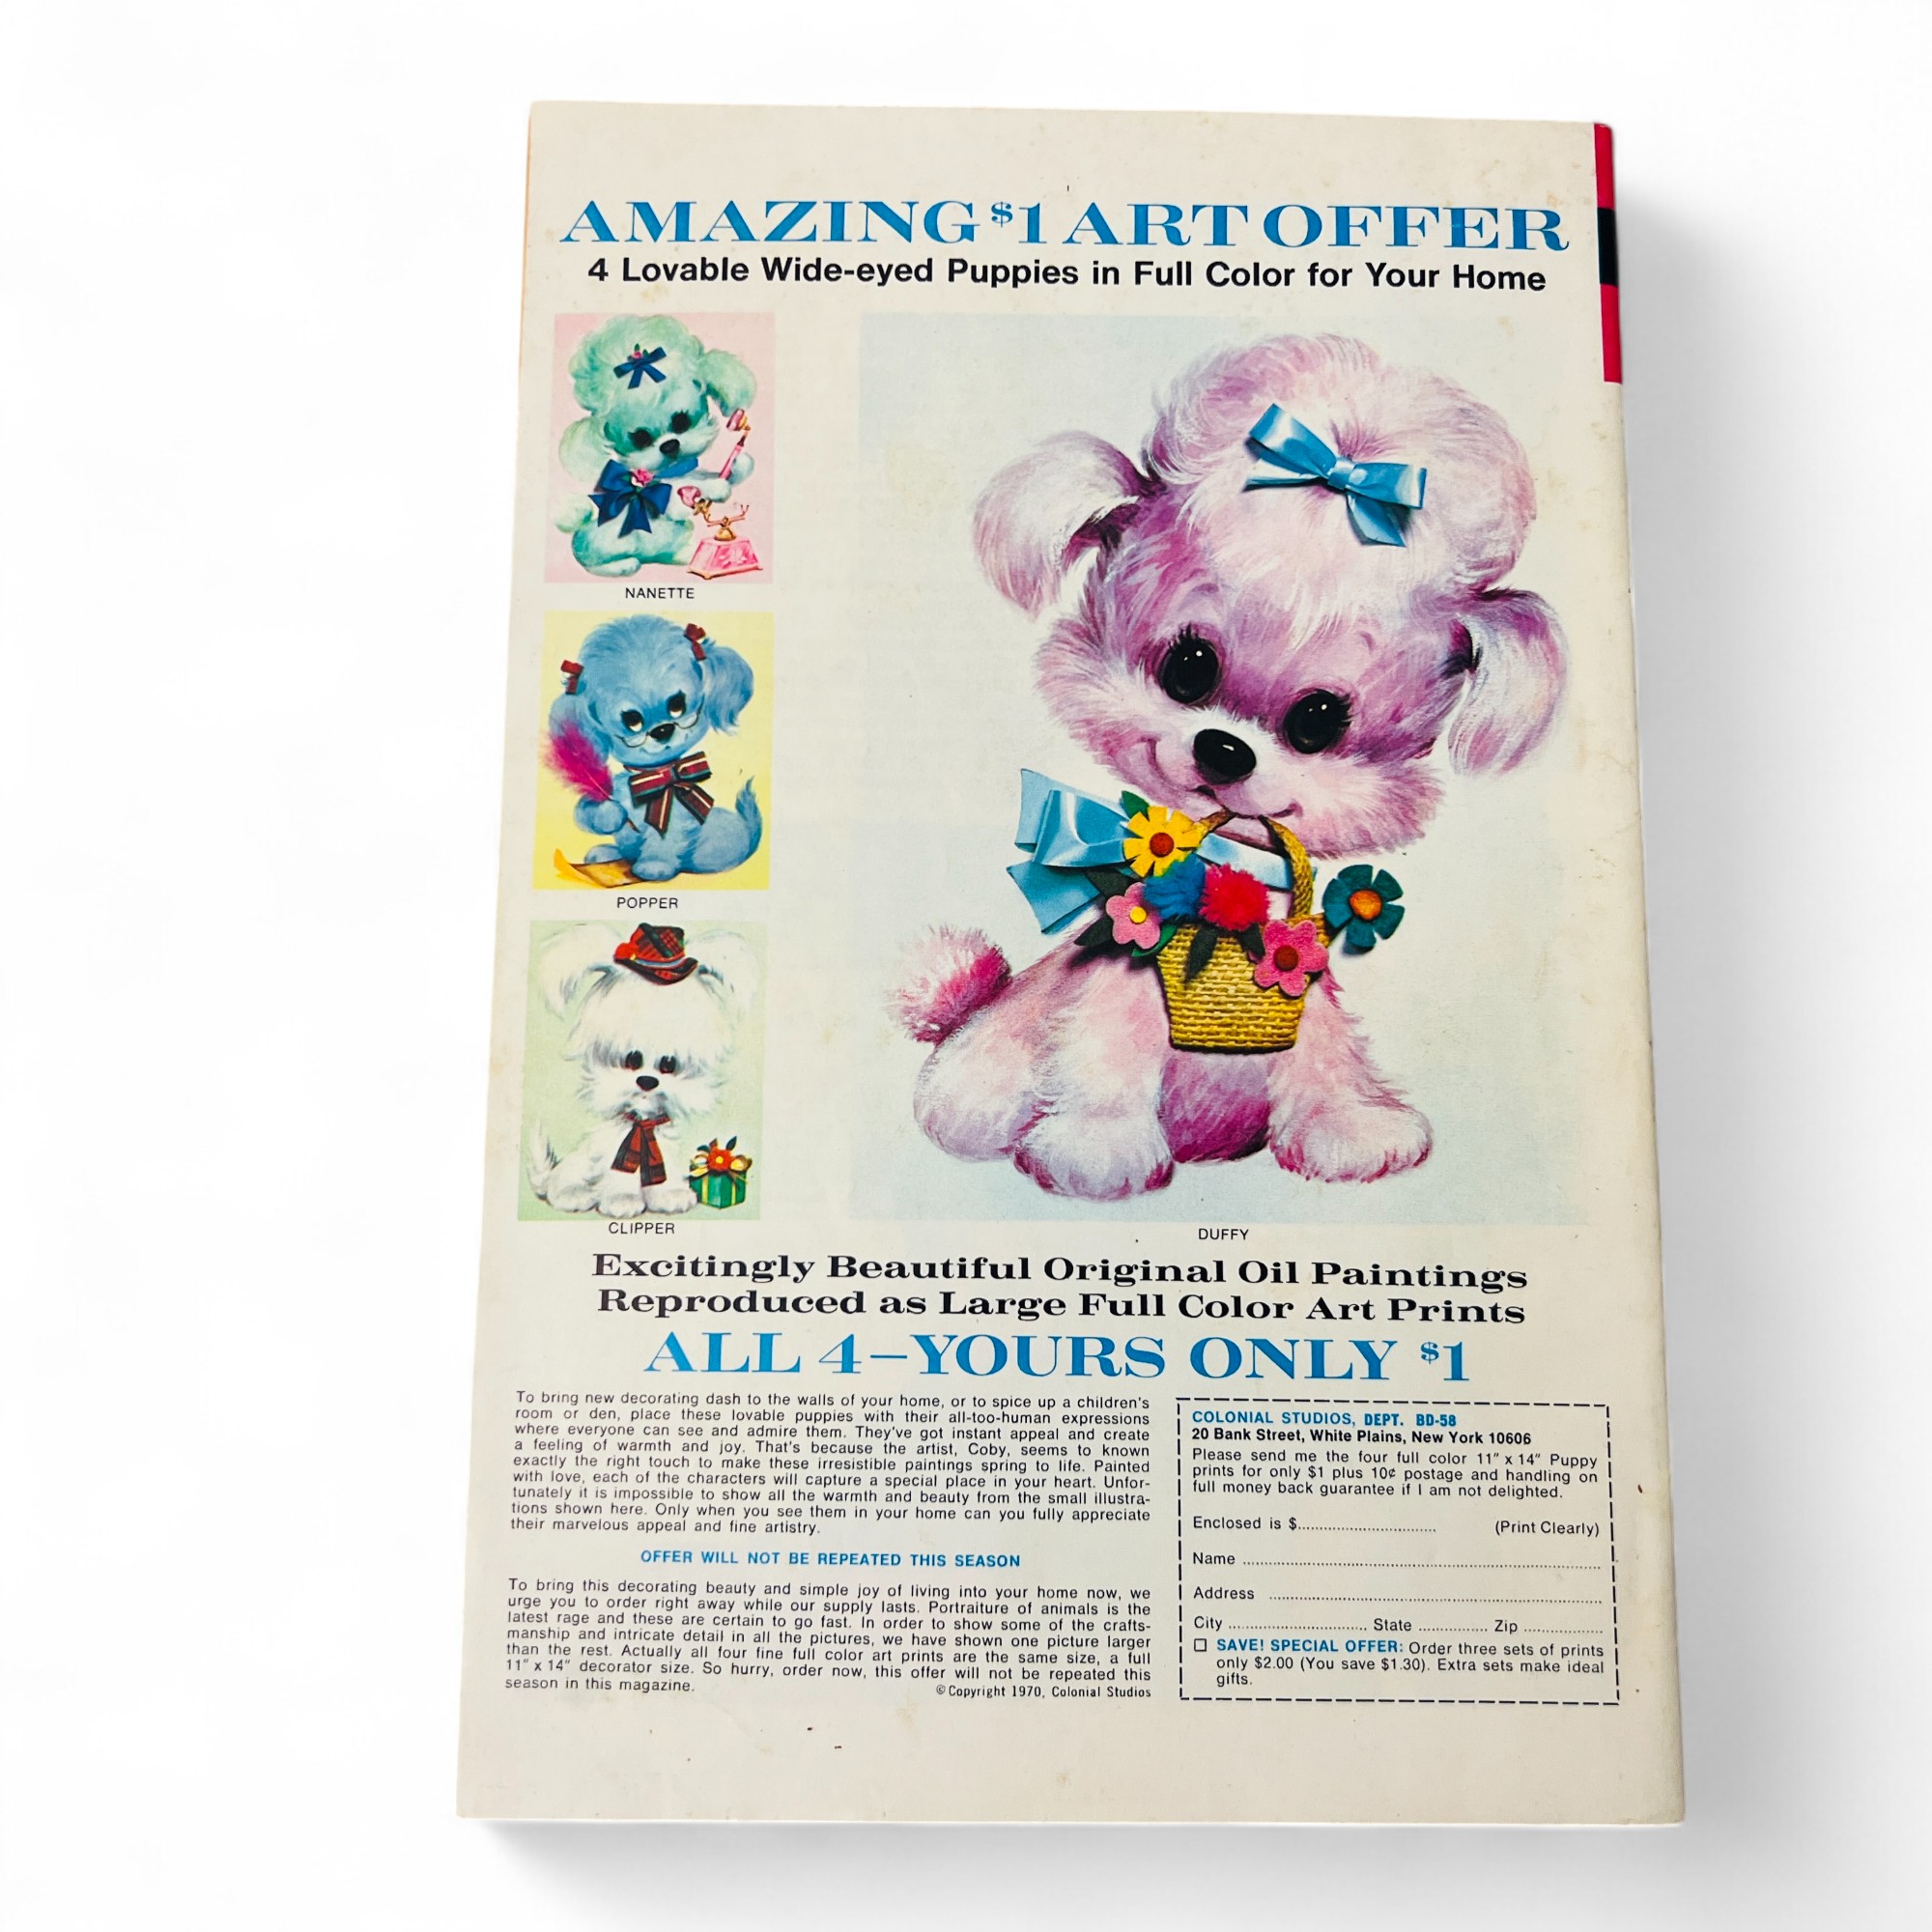 AMAZING $1 ART OFFER
4 Lovable Wide-eyed Puppies in Full Color for Your Home
NANETTE
POPPER
CLIPPER
DUFFY
Excitingly Beautiful Original Oil Paintings
Reproduced as Large Full Color Art Prints
ALL 4–YOURS ONLY $1
To bring new decorating dash to the walls of your home, or to spice up a children's
room or den, place these lovable puppies with their all-too-human expressions
where everyone can see and admire them. They've got instant appeal and create
a feeling of warmth and joy. That's because the artist, Coby, seems to known
exactly the right touch to make these irresistible paintings spring to life. Painted
with love, each of the characters will capture a special place in your heart. Unfor-
tunately it is impossible to show all the warmth and beauty from the small illustra-
tions shown here. Only when you see them in your home can you fully appreciate
their marvelous appeal and fine artistry.
OFFER WILL NOT BE REPEATED THIS SEASON
To bring this decorating beauty and simple joy of living into your home now, we
urge you to order right away while our supply lasts. Portraiture of animals is the
latest rage and these are certain to go fast. In order to show some of the crafts-
manship and intricate detail in all the pictures, we have shown one picture larger
than the rest. Actually all four fine full color art prints are the same size, a full
11" x 14" decorator size. So hurry, order now, this offer will not be repeated this
season in this magazine.
© Copyright 1970, Colonial Studios
COLONIAL STUDIOS, DEPT. BD-58
20 Bank Street, White Plains, New York 10606
Please send me the four full color 11" x 14" Puppy
prints for only $1 plus 10¢ postage and handling on
full money back guarantee if I am not delighted.
Enclosed is $.............................. (Print Clearly)
Name ..............................
Address ..............................
City .............................. State ............... Zip ...............
☐ SAVE! SPECIAL OFFER: Order three sets of prints
only $2.00 (You save $1.30). Extra sets make ideal
gifts.